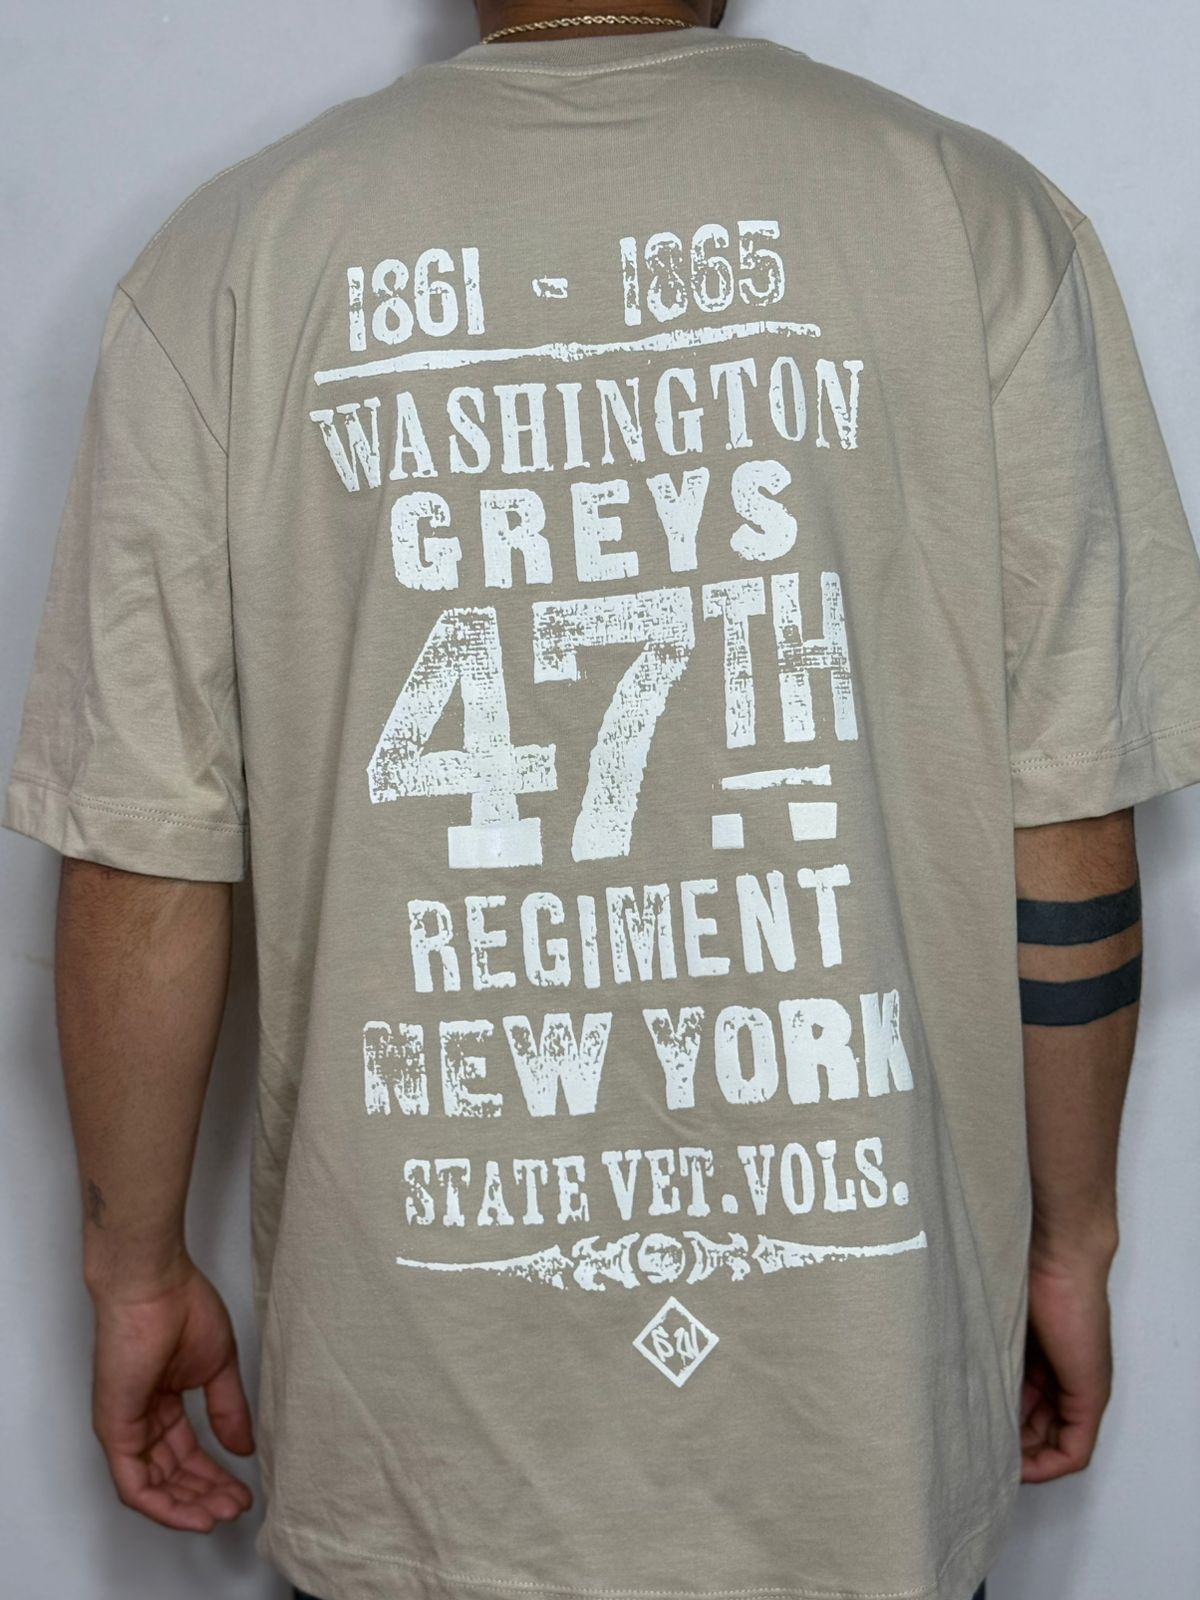 1861 - 1865
WASHINGTON
GREYS
47TH
REGIMENT
NEW YORK
STATE VET. VOLS.